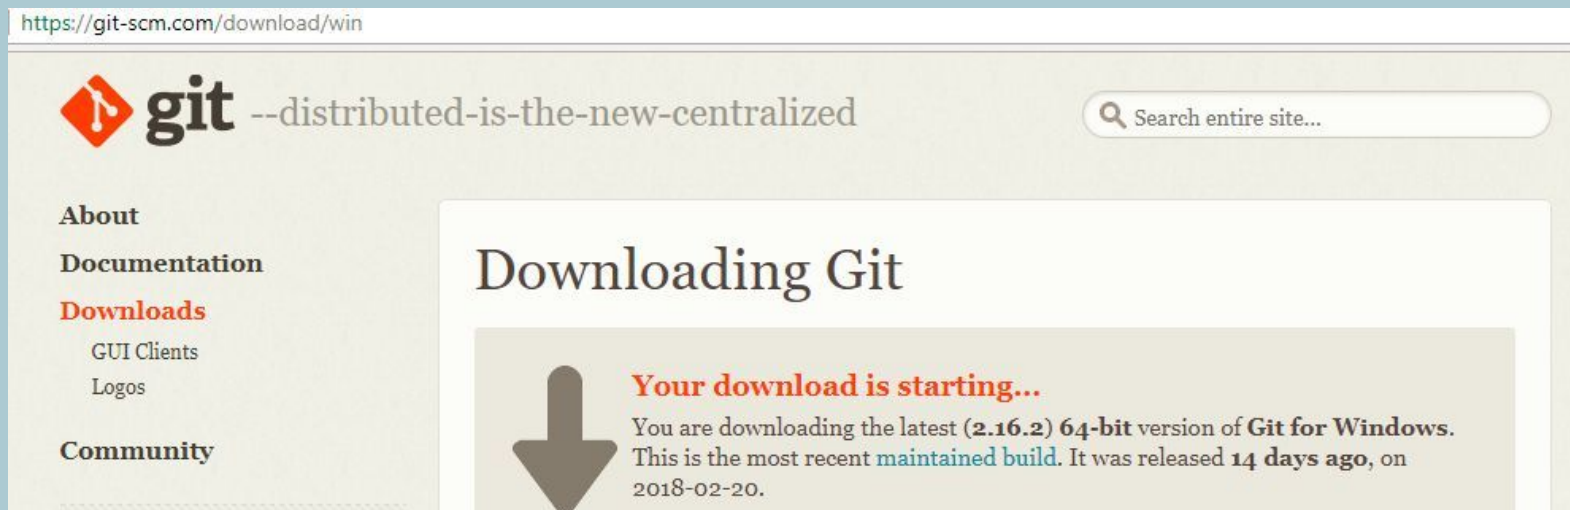 https://git-scm.com/download/win
git --distributed-is-the-new-centralized
Search entire site...
About
Documentation
Downloads
GUI Clients
Logos
Community
Downloading Git
Your download is starting...
You are downloading the latest (2.16.2) 64-bit version of Git for Windows.
This is the most recent maintained build. It was released 14 days ago, on
2018-02-20.